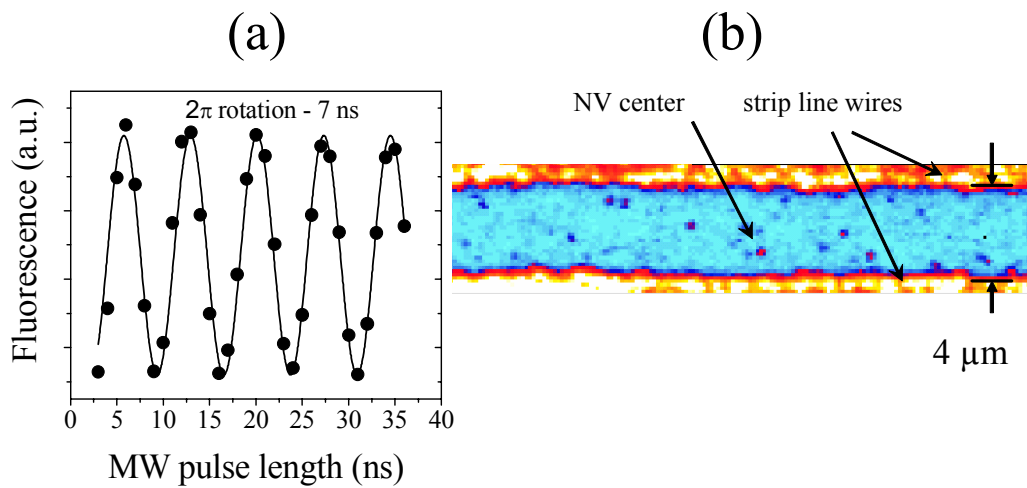 (a)
(b)
2π rotation - 7 ns
Fluorescence (a.u.)
0 5 10 15 20 25 30 35 40
MW pulse length (ns)
NV center
strip line wires
4 µm